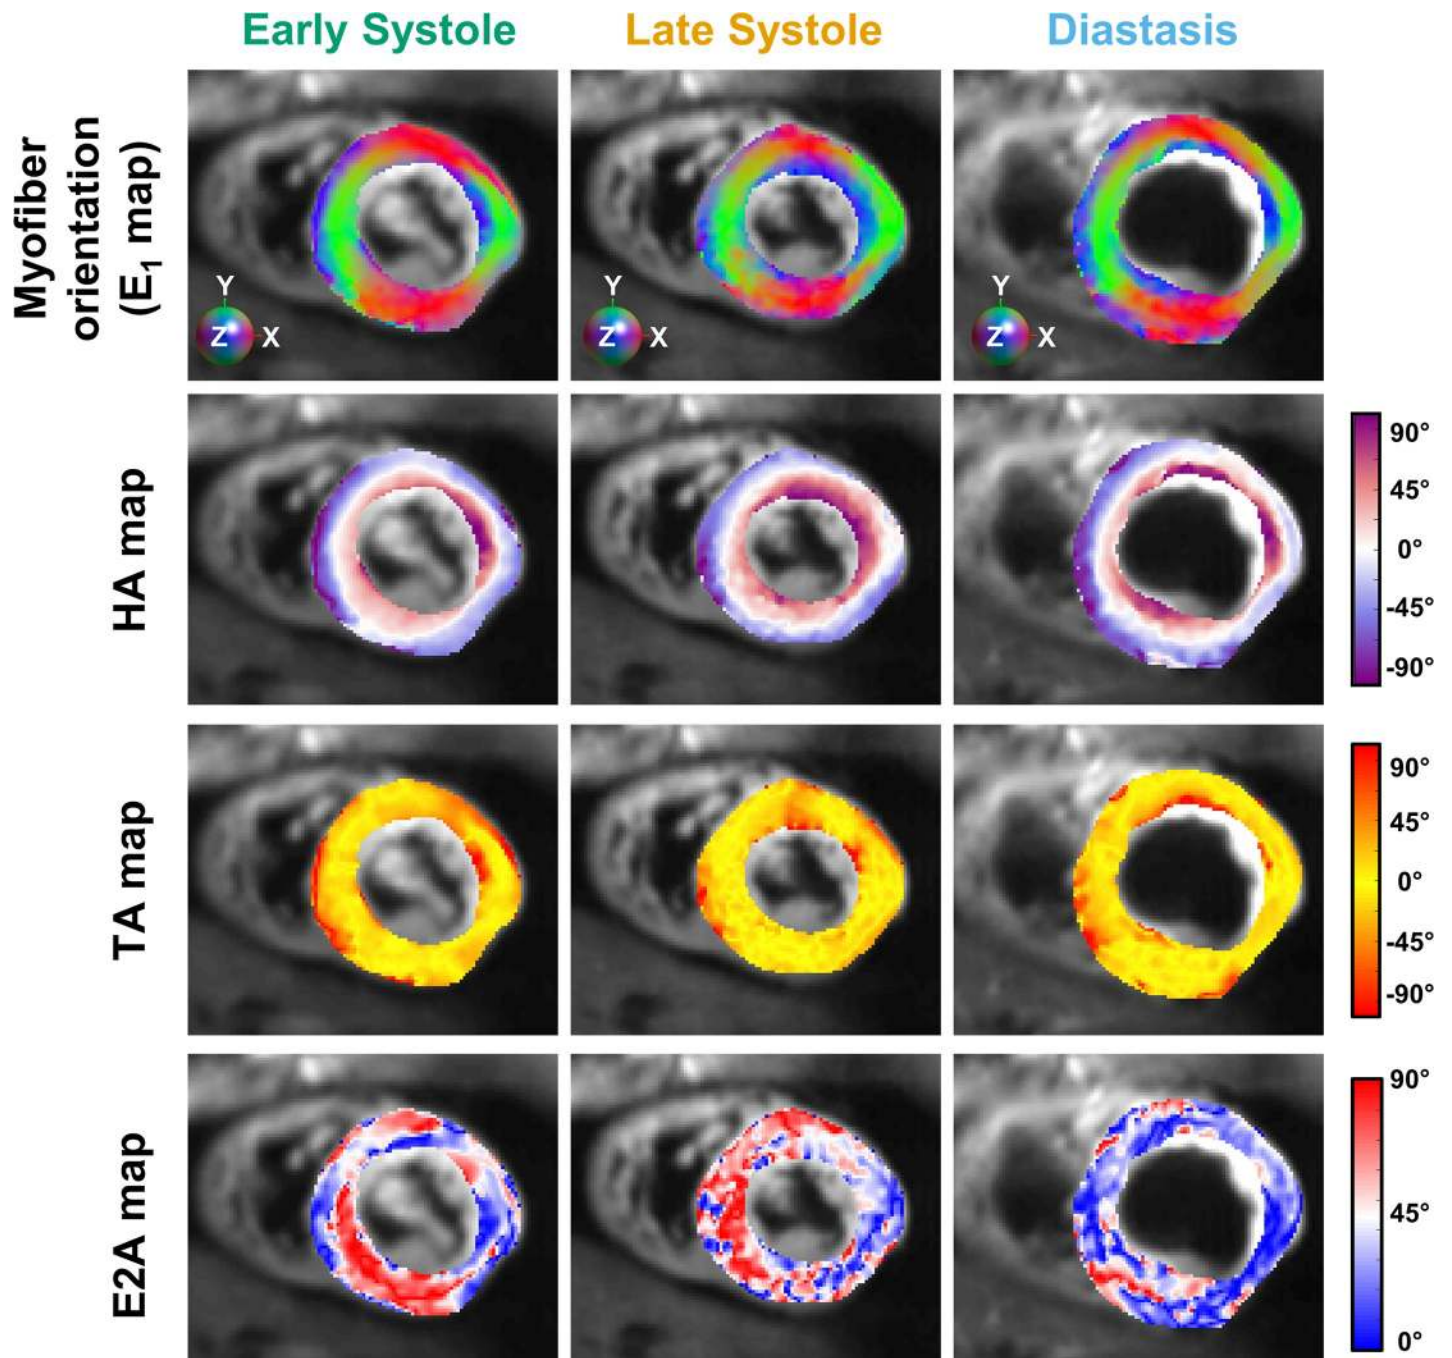 Early Systole
Late Systole
Diastasis
Myofiber
orientation
(E₁ map)
Y
Z
X
Y
Z
X
Y
Z
X
HA map
90°
45°
0°
-45°
-90°
TA map
90°
45°
0°
-45°
-90°
E2A map
90°
45°
0°